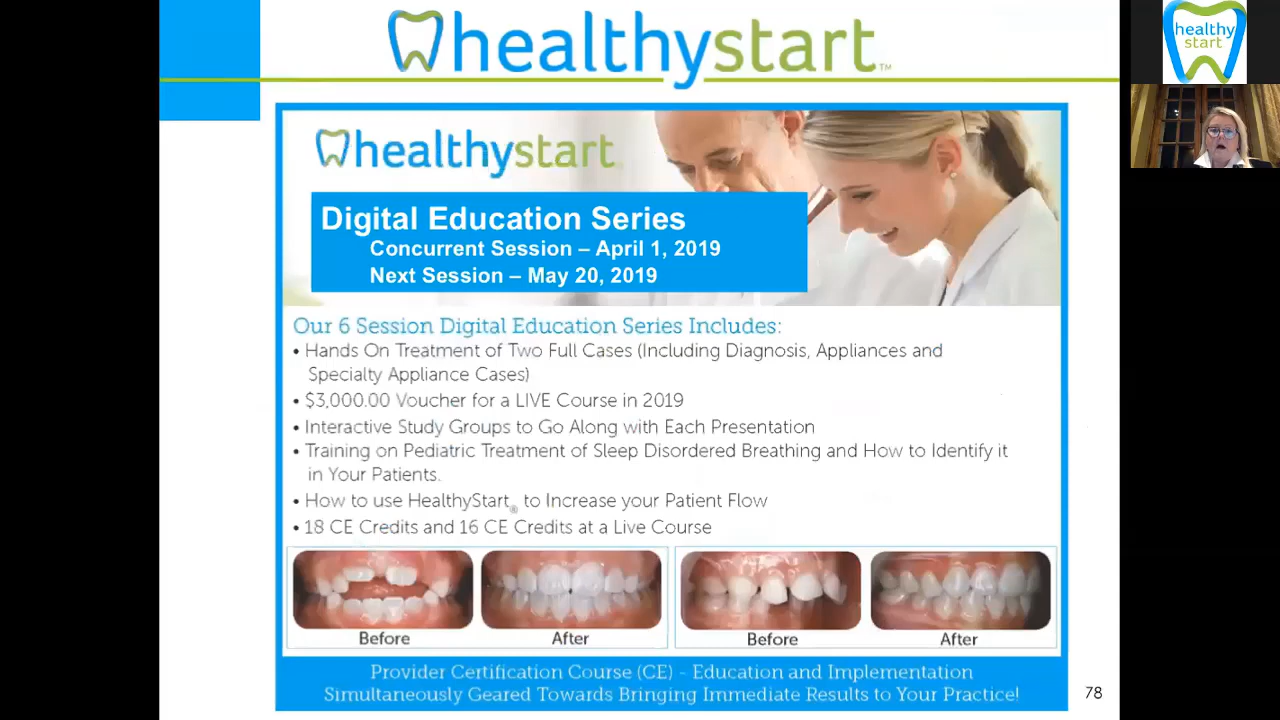 healthystart™
healthy
start
healthystart
Digital Education Series
Concurrent Session – April 1, 2019
Next Session – May 20, 2019
Our 6 Session Digital Education Series Includes:
• Hands On Treatment of Two Full Cases (Including Diagnosis, Appliances and
Specialty Appliance Cases)
• $3,000.00 Voucher for a LIVE Course in 2019
• Interactive Study Groups to Go Along with Each Presentation
• Training on Pediatric Treatment of Sleep Disordered Breathing and How to Identify it
in Your Patients.
• How to use HealthyStart® to Increase your Patient Flow
• 18 CE Credits and 16 CE Credits at a Live Course
Before
After
Before
After
Provider Certification Course (CE) - Education and Implementation
Simultaneously Geared Towards Bringing Immediate Results to Your Practice!
78